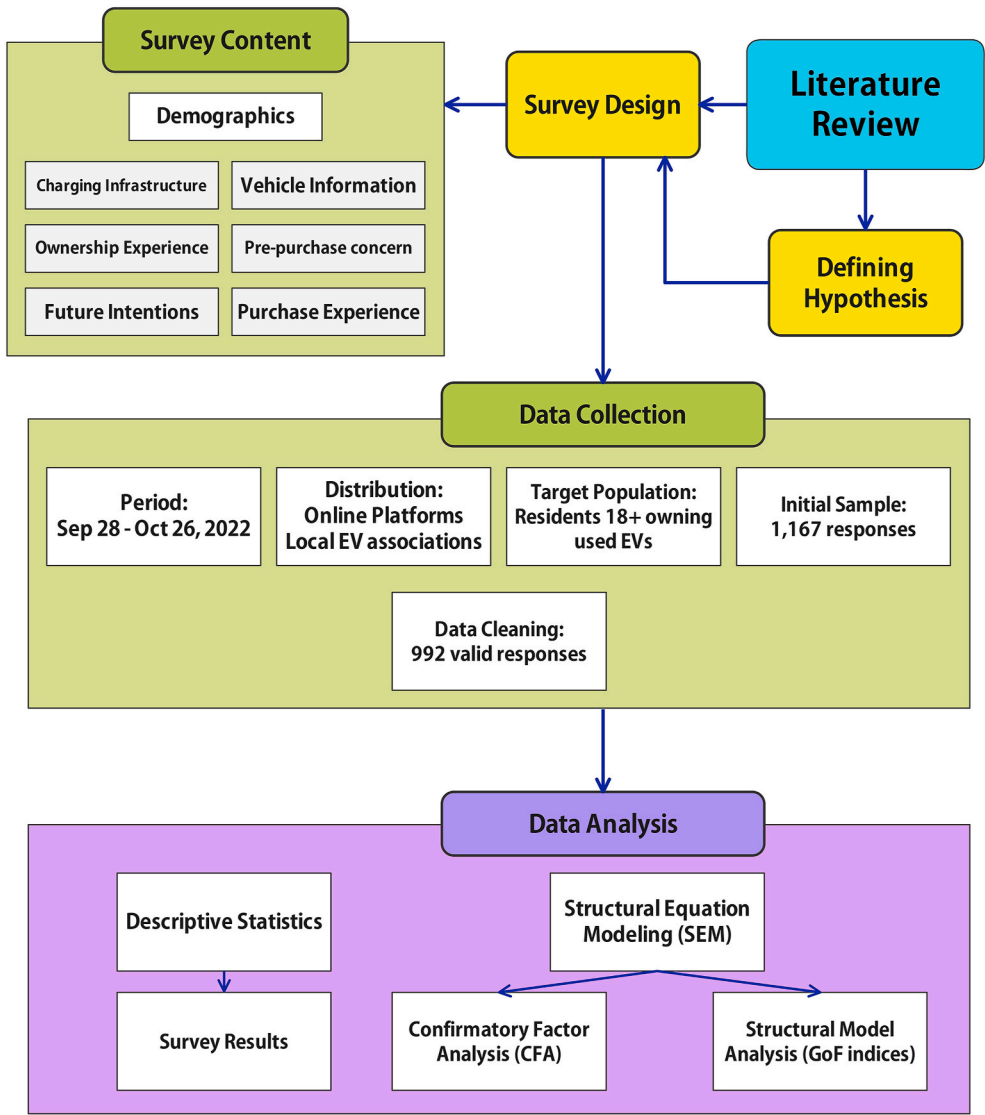 Survey Content
Demographics
Charging Infrastructure
Vehicle Information
Ownership Experience
Pre-purchase concern
Future Intentions
Purchase Experience
Survey Design
Literature
Review
Defining
Hypothesis
Data Collection
Period:
Sep 28 - Oct 26, 2022
Distribution:
Online Platforms
Local EV associations
Target Population:
Residents 18+ owning
used EVs
Initial Sample:
1,167 responses
Data Cleaning:
992 valid responses
Data Analysis
Descriptive Statistics
Structural Equation
Modeling (SEM)
Survey Results
Confirmatory Factor
Analysis (CFA)
Structural Model
Analysis (GoF indices)